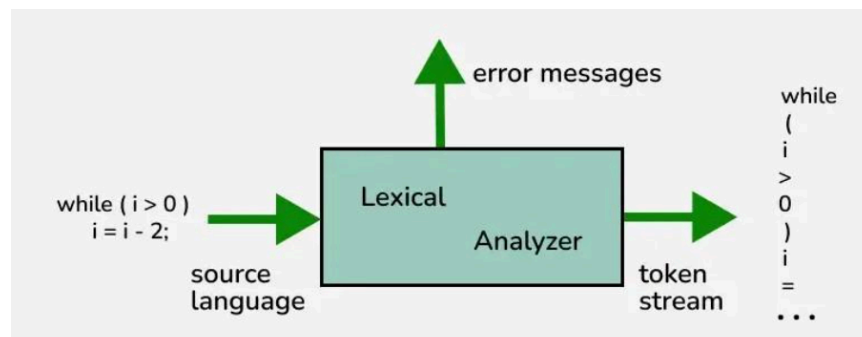 error messages
while ( i > 0 )
i = i - 2;
source
language
Lexical
Analyzer
token
stream
while
(
i
>
0
)
i
=
...